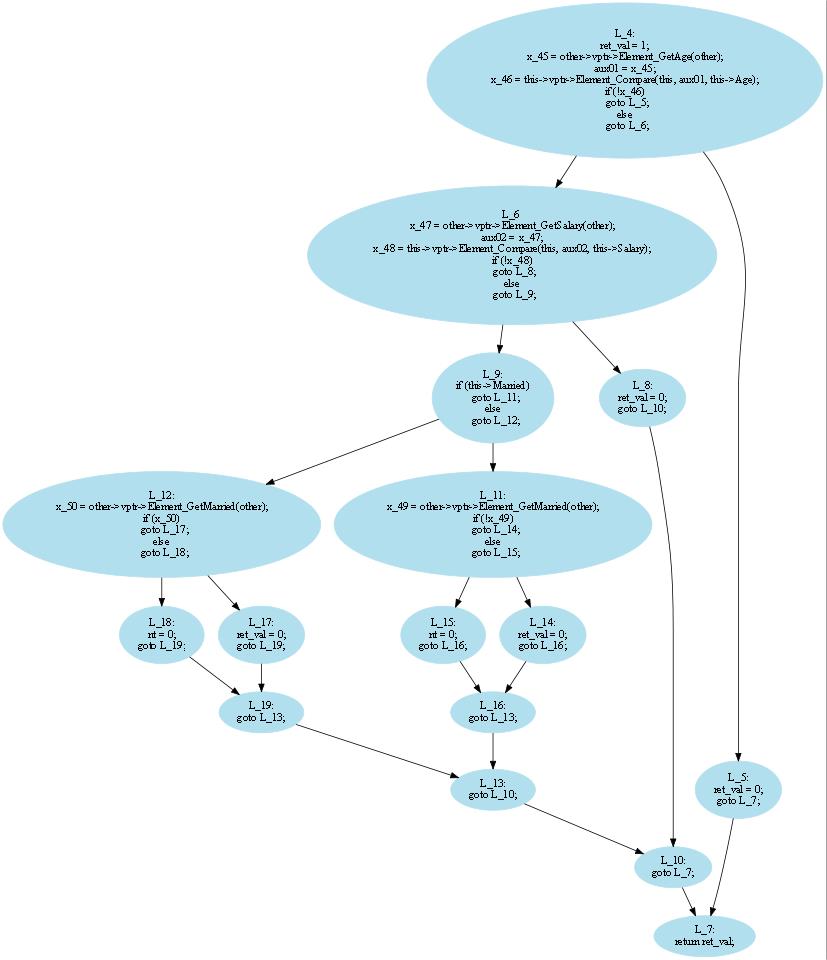 L_4:
ret_val = 1;
x_45 = other->vptr->Element_GetAge(other);
aux01 = x_45;
x_46 = this->vptr->Element_Compare(this, aux01, this->Age);
if (!x_46)
goto L_5;
else
goto L_6;
L_6
x_47 = other->vptr->Element_GetSalary(other);
aux02 = x_47;
x_48 = this->vptr->Element_Compare(this, aux02, this->Salary);
if (!x_48)
goto L_8;
else
goto L_9;
L_9:
if (this->Married)
goto L_11;
else
goto L_12;
L_8:
ret_val = 0;
goto L_10;
L_12:
x_50 = other->vptr->Element_GetMarried(other);
if (x_50)
goto L_17;
else
goto L_18;
L_11:
x_49 = other->vptr->Element_GetMarried(other);
if (!x_49)
goto L_14;
else
goto L_15;
L_18:
nt = 0;
goto L_19;
L_17:
ret_val = 0;
goto L_19;
L_15:
nt = 0;
goto L_16;
L_14:
ret_val = 0;
goto L_16;
L_19:
goto L_13;
L_16:
goto L_13;
L_13:
goto L_10;
L_5:
ret_val = 0;
goto L_7;
L_10:
goto L_7;
L_7:
return ret_val;